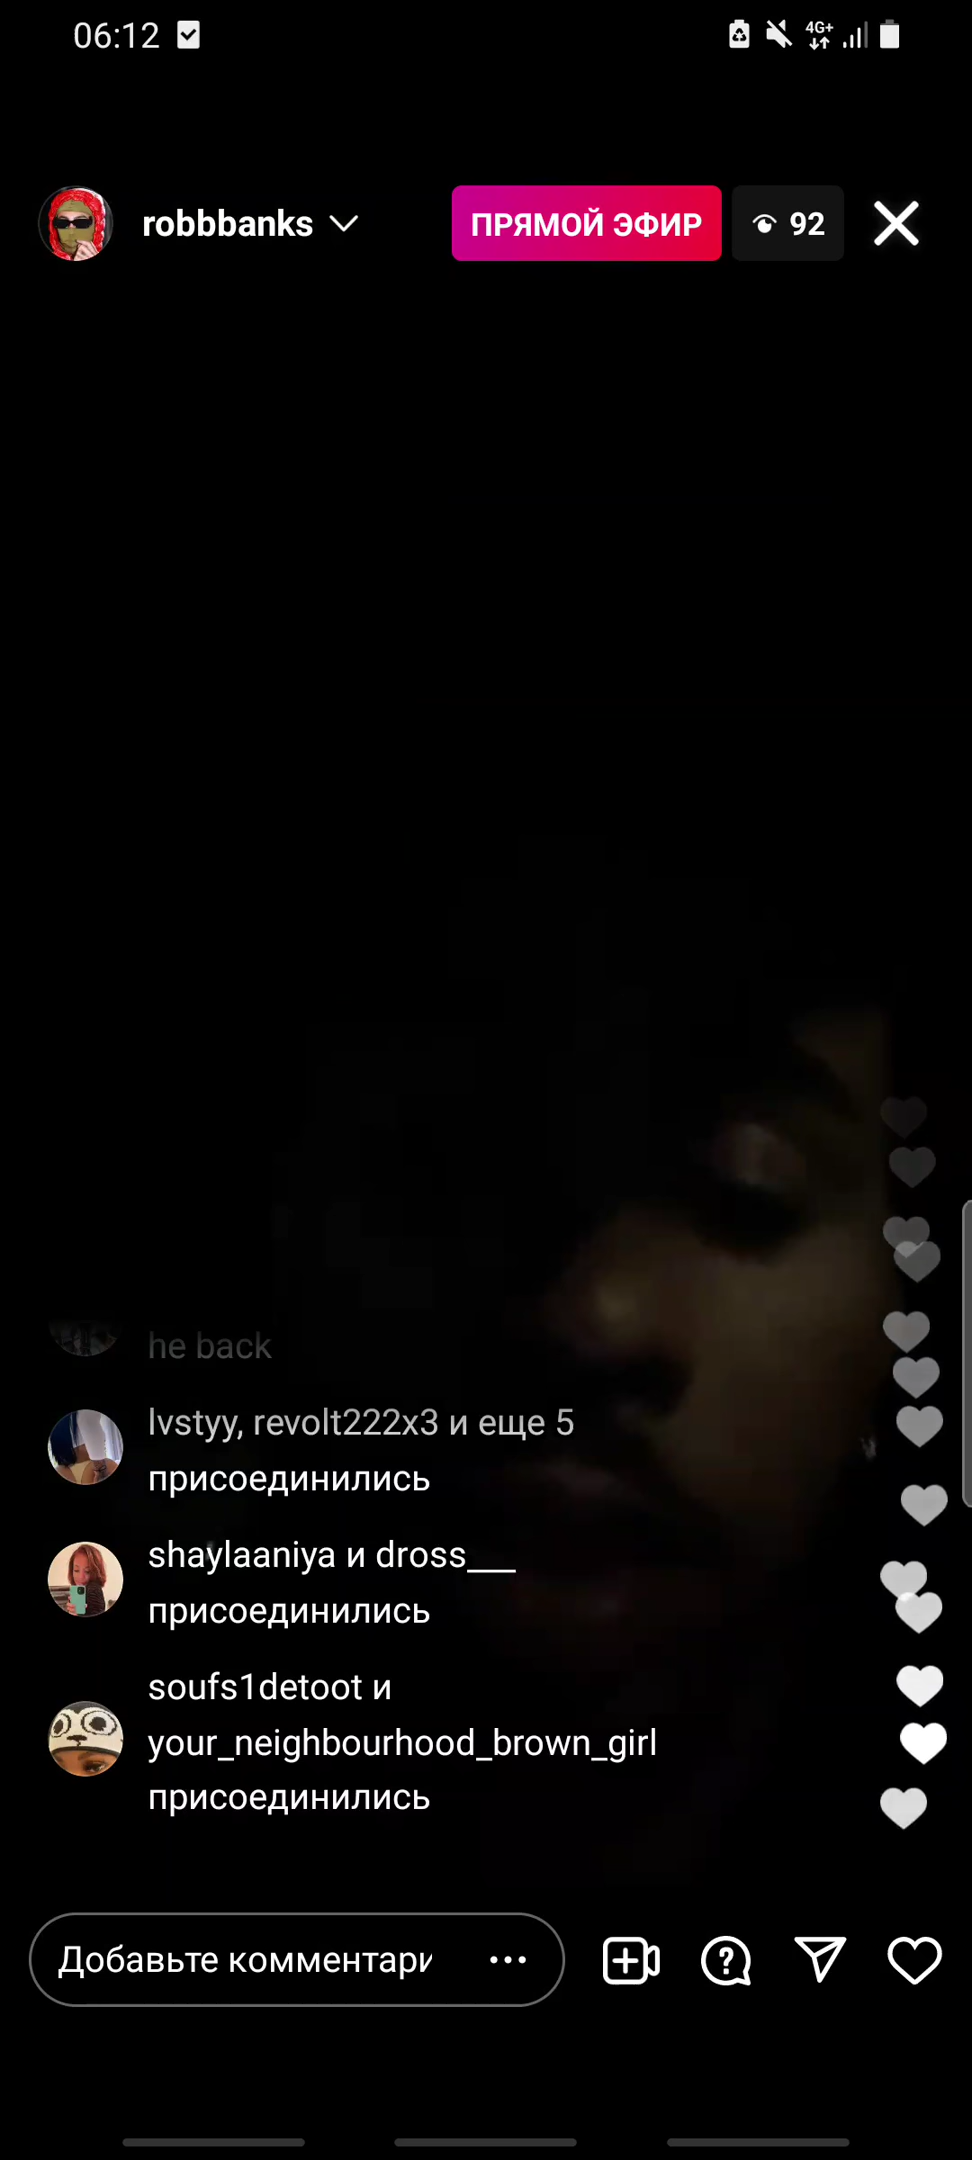 06:12
4G+
robbbanks
ПРЯМОЙ ЭФИР
92
he back
lvstyy, revolt222x3 и еще 5
присоединились
shaylaaniya и dross___
присоединились
soufs1detoot и
your_neighbourhood_brown_girl
присоединились
Добавьте комментари